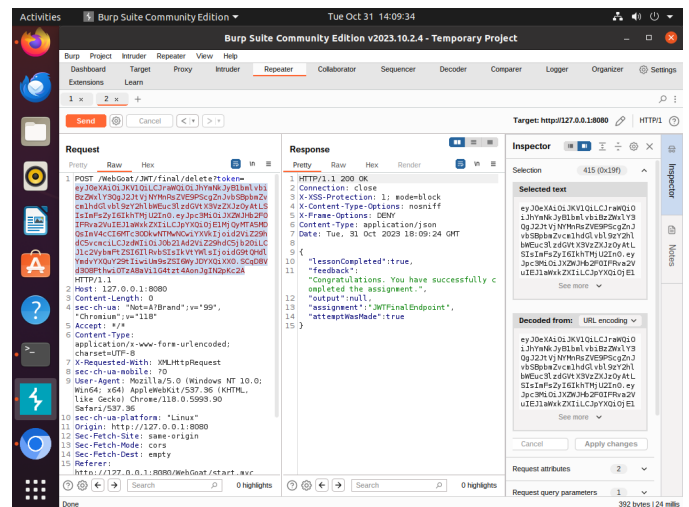 Activities
Burp Suite Community Edition
Tue Oct 31 14:09:34
Burp Suite Community Edition v2023.10.2.4 - Temporary Project
Burp Project Intruder Repeater View Help
Dashboard Target Proxy Intruder Repeater Collaborator Sequencer Decoder Comparer Logger Organizer Settings
Extensions Learn
1 × 2 × +
Send Cancel < >
Target: http://127.0.0.1:8080 HTTP/1
Request
Pretty Raw Hex
1 POST /WebGoat/JWT/final/delete?token=
HTTP/1.1
2 Host: 127.0.0.1:8080
3 Content-Length: 0
4 sec-ch-ua: "Not=A?Brand";v="99",
"Chromium";v="118"
5 Accept: */*
6 Content-Type:
application/x-www-form-urlencoded;
charset=UTF-8
7 X-Requested-With: XMLHttpRequest
8 sec-ch-ua-mobile: ?0
9 User-Agent: Mozilla/5.0 (Windows NT 10.0;
Win64; x64) AppleWebKit/537.36 (KHTML,
like Gecko) Chrome/118.0.5993.90
Safari/537.36
10 sec-ch-ua-platform: "Linux"
11 Origin: http://127.0.0.1:8080
12 Sec-Fetch-Site: same-origin
13 Sec-Fetch-Mode: cors
14 Sec-Fetch-Dest: empty
15 Referer:
http://127.0.0.1:8080/WebGoat/start.mvc
Search 0 highlights
Response
Pretty Raw Hex Render
1 HTTP/1.1 200 OK
2 Connection: close
3 X-XSS-Protection: 1; mode=block
4 X-Content-Type-Options: nosniff
5 X-Frame-Options: DENY
6 Content-Type: application/json
7 Date: Tue, 31 Oct 2023 18:09:24 GMT
8
9 {
10 "lessonCompleted":true,
11 "feedback":
"Congratulations. You have successfully c
ompleted the assignment.",
12 "output":null,
13 "assignment":"JWTFinalEndpoint",
14 "attemptWasMade":true
15 }
Search 0 highlights
Inspector
Selection 415 (0x19f)
Selected text
See more
Decoded from: URL encoding
See more
Cancel Apply changes
Request attributes 2
Request query parameters 1
Inspector
Notes
Done
392 bytes | 24 millis